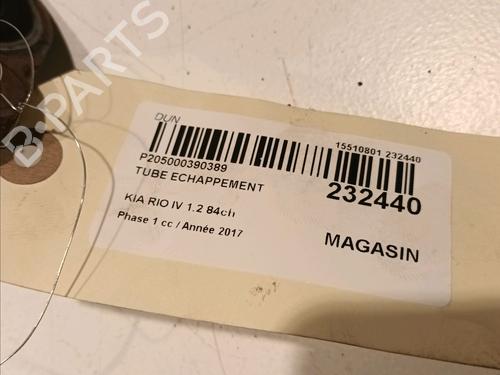 DUN
15510801 232440
P205000390389
TUBE ECHAPPEMENT
232440
KIA RIO IV 1.2 84ch
Phase 1 cc / Année 2017
MAGASIN
B-PARTS